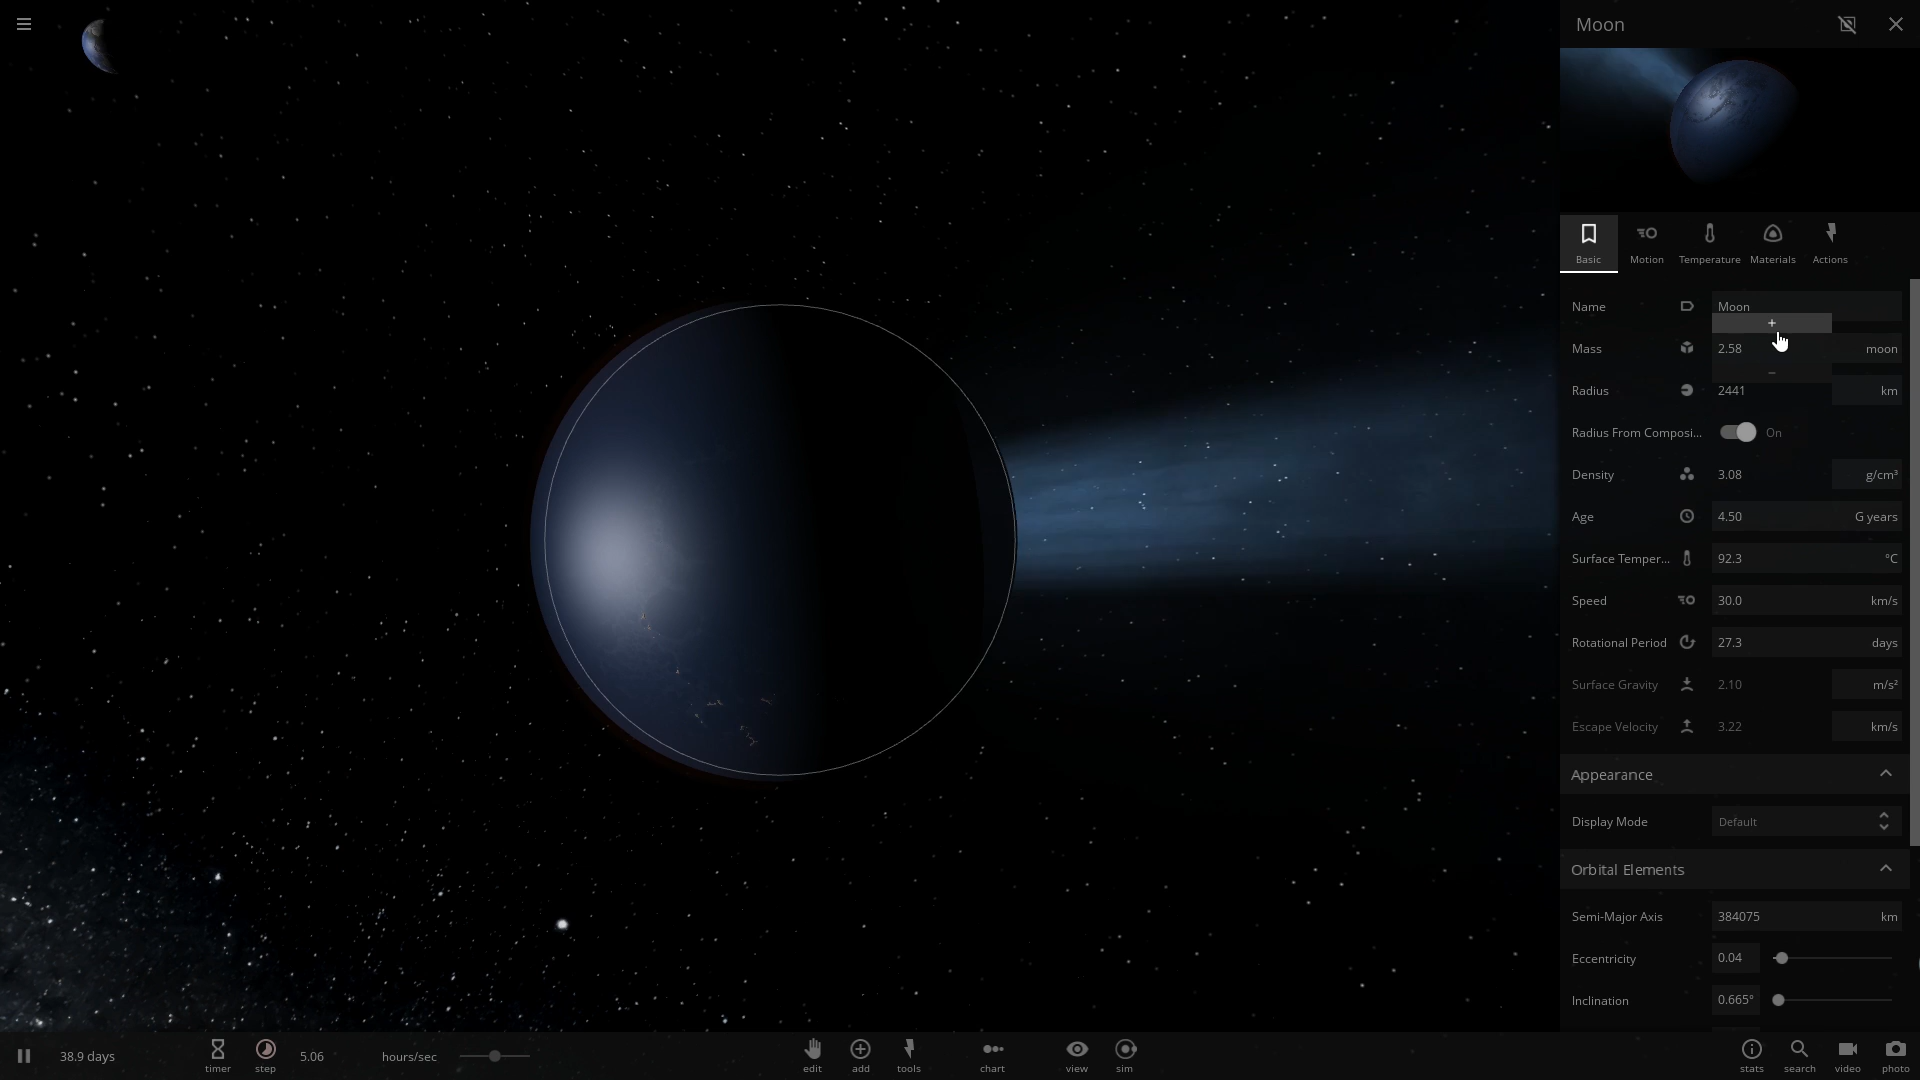 Moon
Basic
Motion
Temperature
Materials
Actions
Name Moon
+
Mass 2.58 moon
–
Radius 2441 km
Radius From Composi... On
Density 3.08 g/cm³
Age 4.50 G years
Surface Temper... 92.3 °C
Speed 30.0 km/s
Rotational Period 27.3 days
Surface Gravity 2.10 m/s²
Escape Velocity 3.22 km/s
Appearance
Display Mode Default
Orbital Elements
Semi-Major Axis 384075 km
Eccentricity 0.04
Inclination 0.665°
38.9 days
timer
step
5.06 hours/sec
edit
add
tools
chart
view
sim
stats
search
video
photo